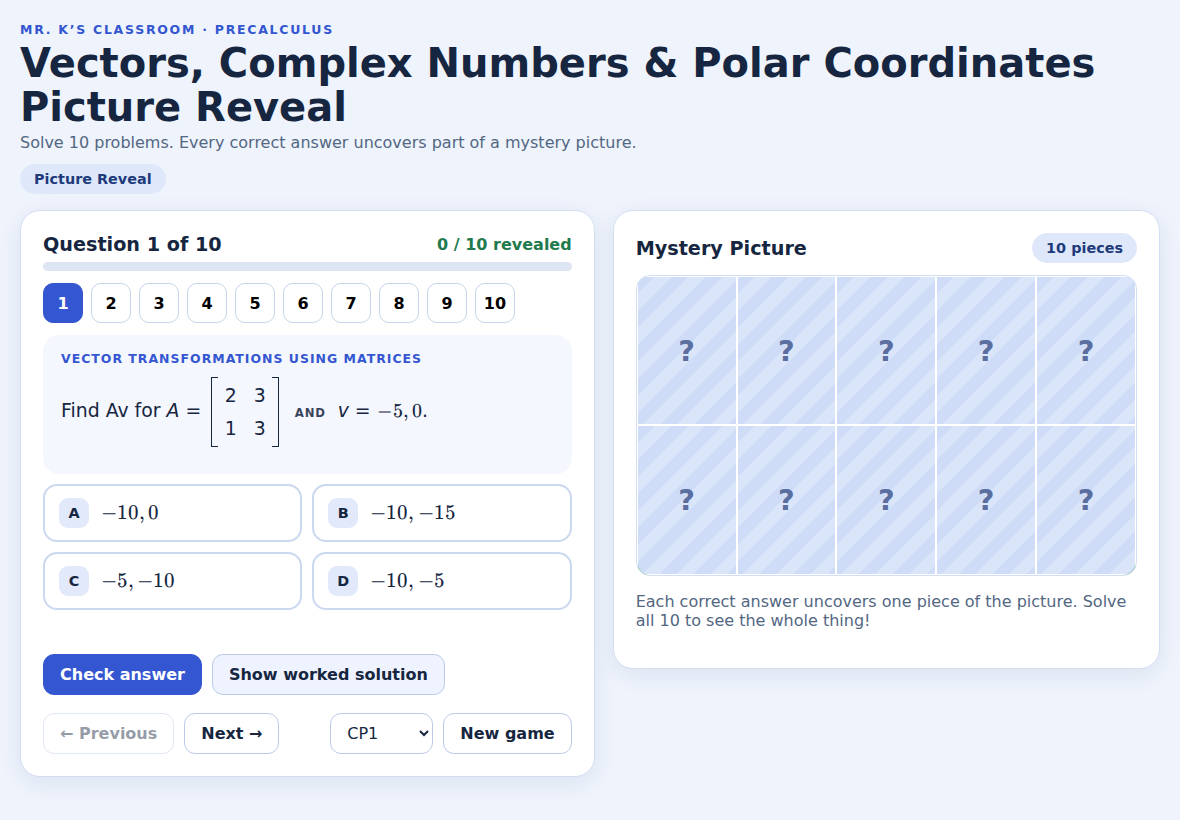 MR. K’S CLASSROOM · PRECALCULUS
Vectors, Complex Numbers & Polar Coordinates
Picture Reveal
Solve 10 problems. Every correct answer uncovers part of a mystery picture.
Picture Reveal
Question 1 of 10
0 / 10 revealed
1 2 3 4 5 6 7 8 9 10
VECTOR TRANSFORMATIONS USING MATRICES
2 3
Find Av for A = AND v = −5, 0.
1 3
A −10, 0
B −10, −15
C −5, −10
D −10, −5
Check answer
Show worked solution
← Previous
Next →
CP1
New game
Mystery Picture
10 pieces
? ? ? ? ?
? ? ? ? ?
Each correct answer uncovers one piece of the picture. Solve
all 10 to see the whole thing!